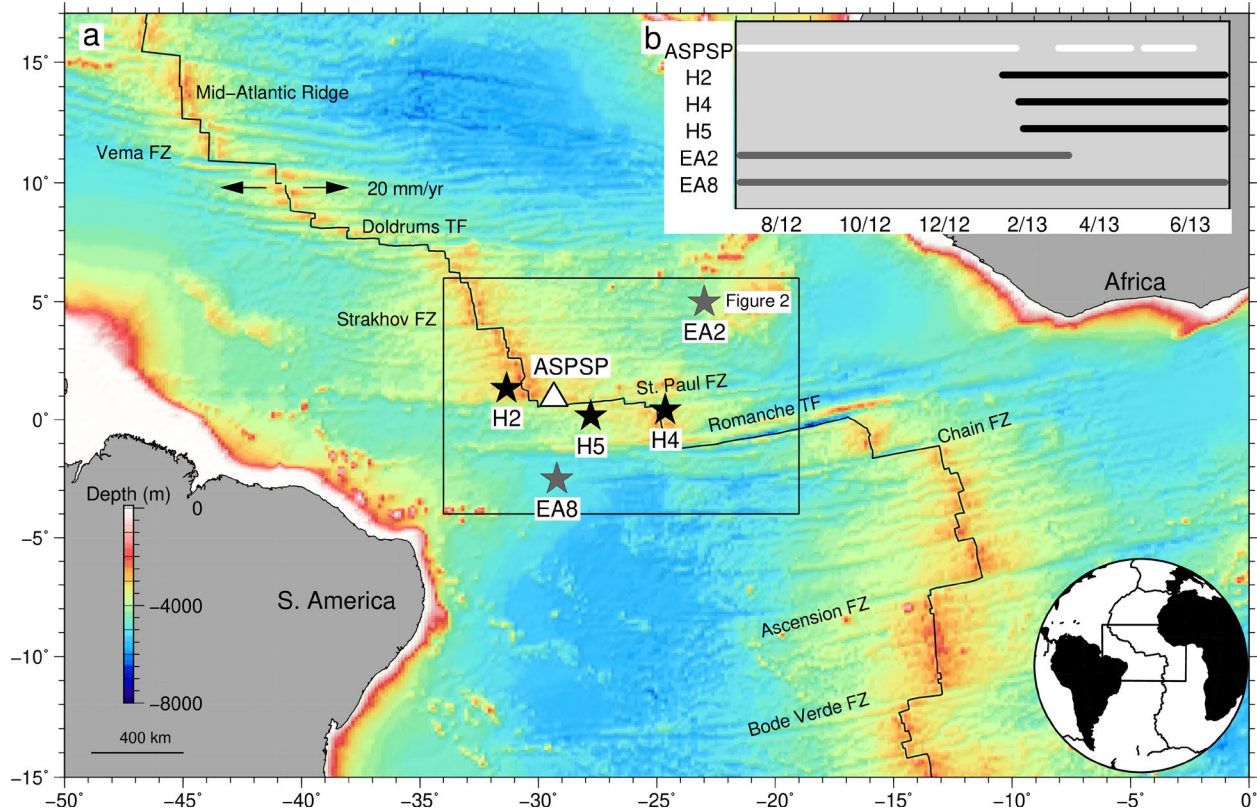 a
b
ASPSP
H2
H4
H5
EA2
EA8
8/12 10/12 12/12 2/13 4/13 6/13
15°
10°
5°
0°
−5°
−10°
−15°
Mid−Atlantic Ridge
Vema FZ
20 mm/yr
Doldrums TF
Africa
Strakhov FZ
Figure 2
EA2
ASPSP
St. Paul FZ
H2
H5
H4
Romanche TF
Chain FZ
EA8
Depth (m)
0
−4000
−8000
400 km
S. America
Ascension FZ
Bode Verde FZ
−50° −45° −40° −35° −30° −25° −20° −15° −10° −5° 0°